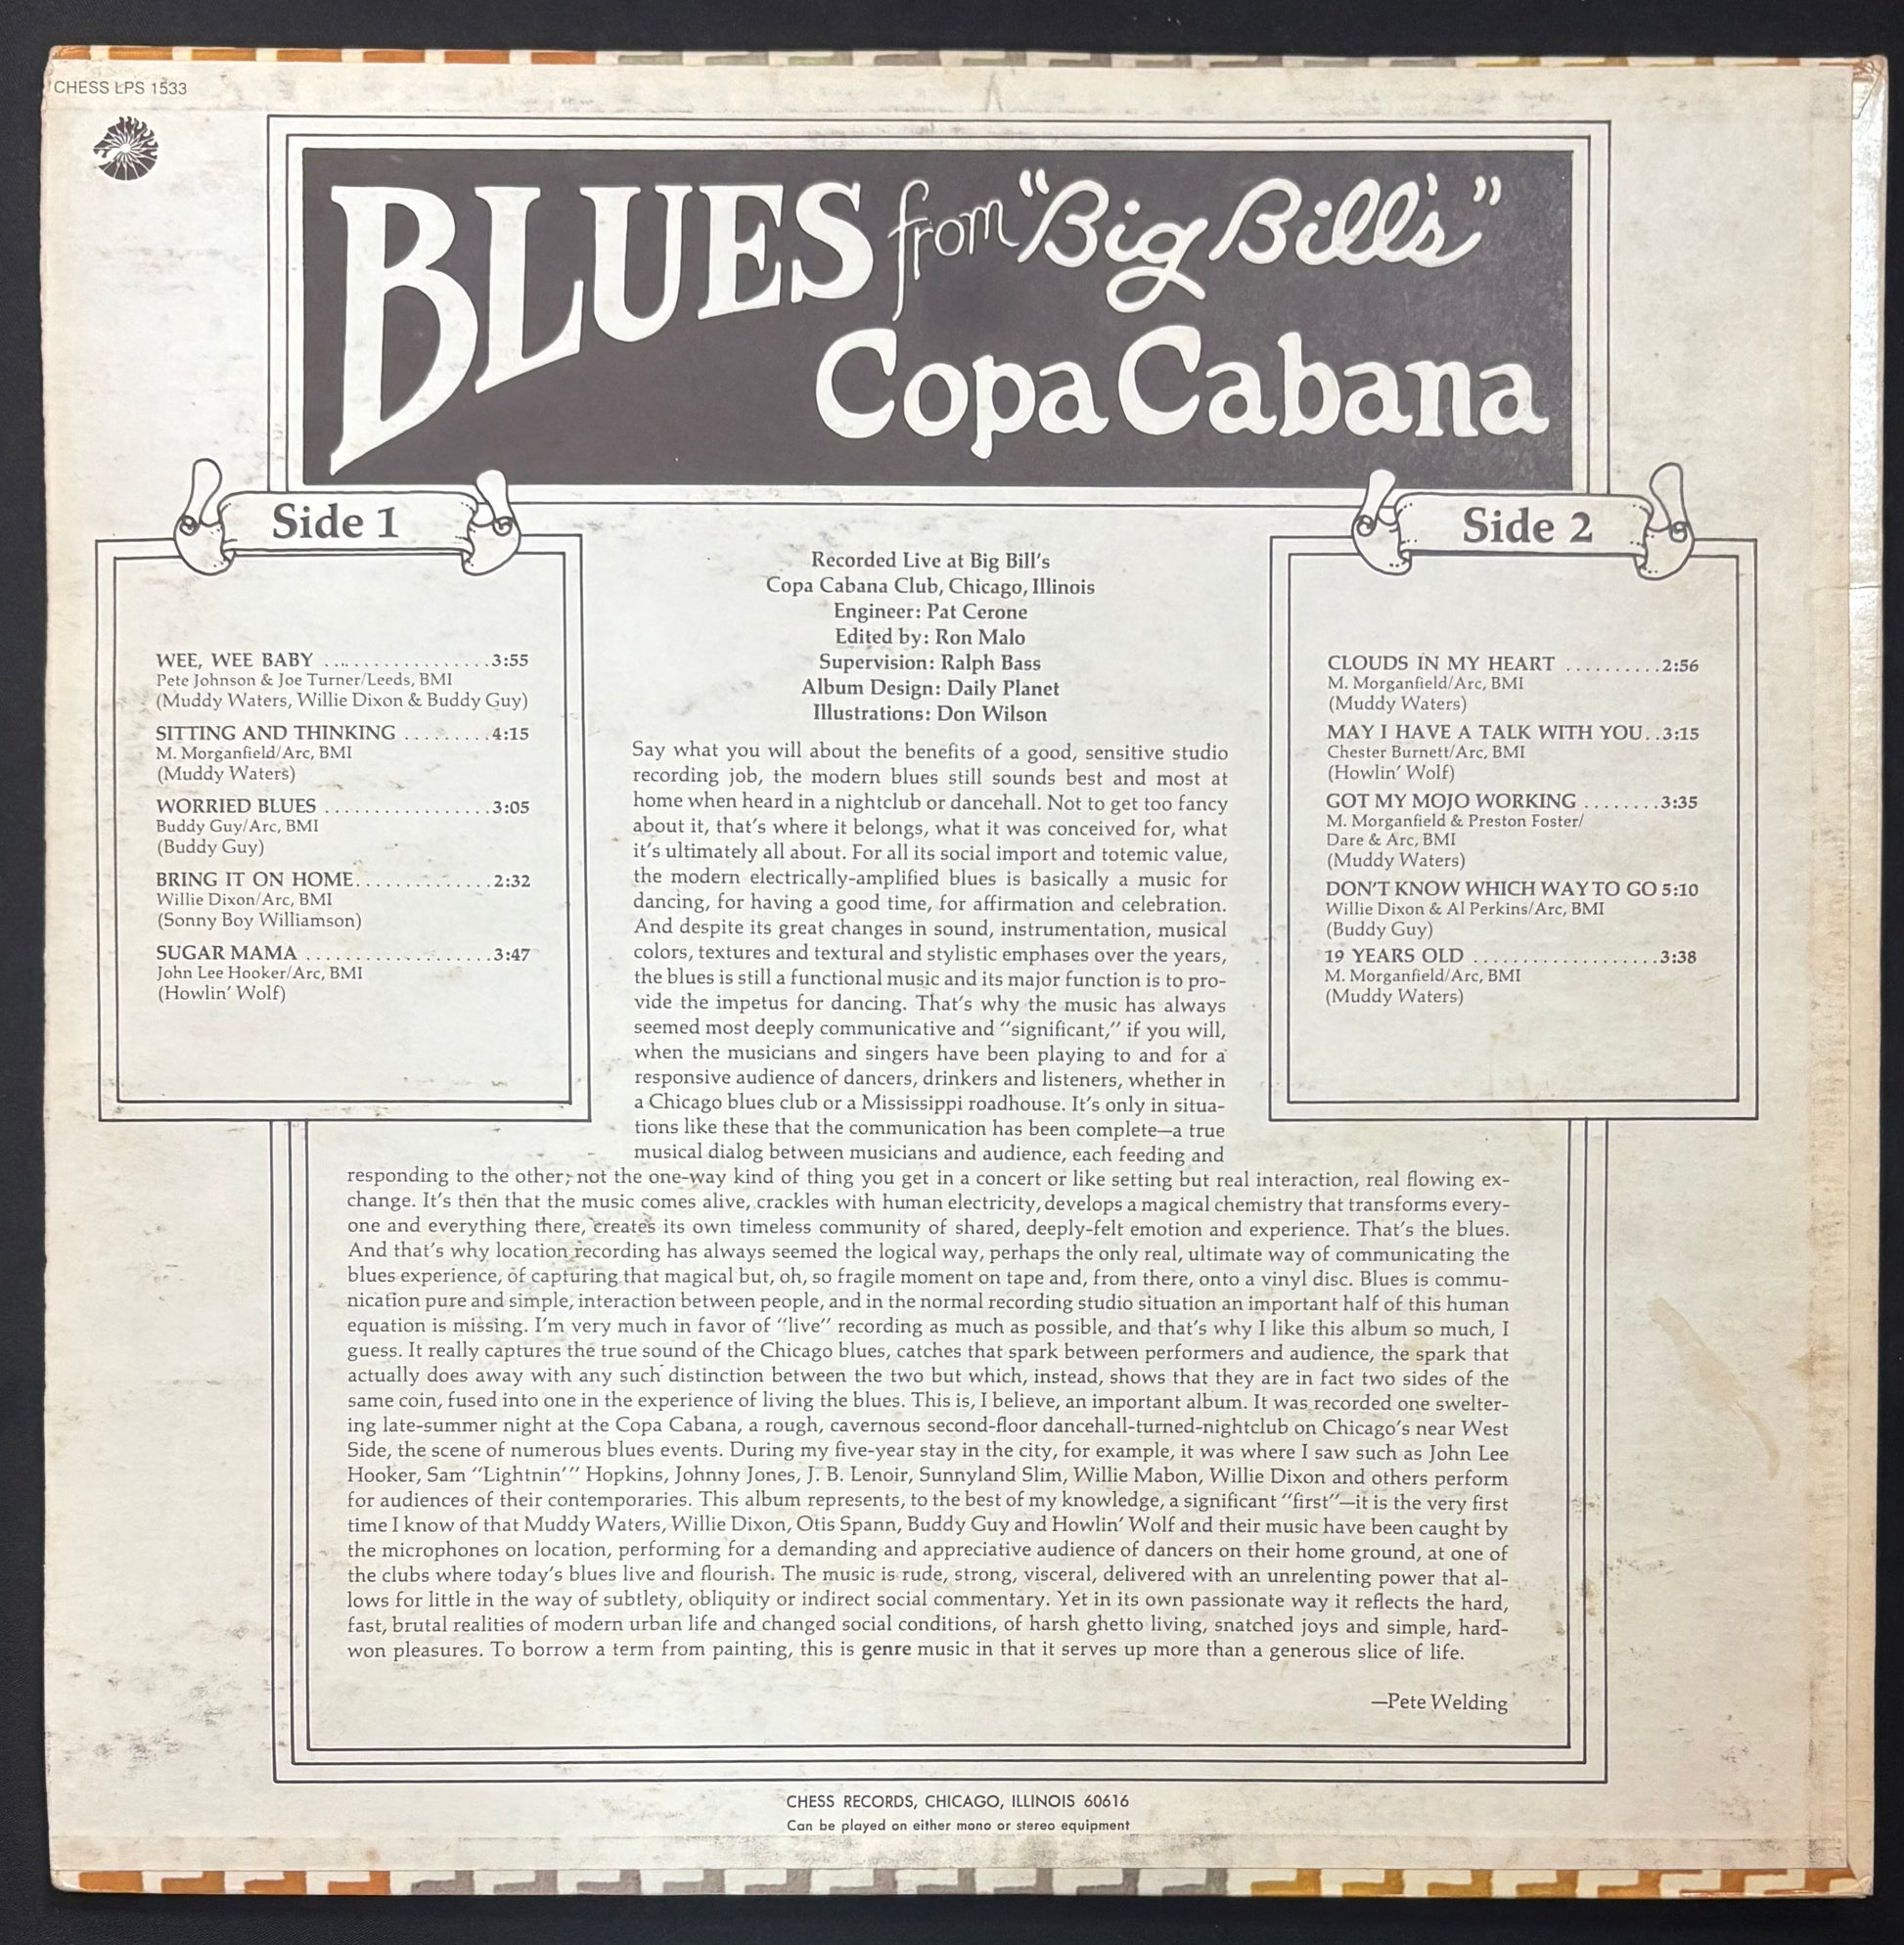 CHESS LPS 1533
BLUES from "Big Bill's"
Copa Cabana
Side 1
WEE, WEE BABY ...................3:55
Pete Johnson & Joe Turner/Leeds, BMI
(Muddy Waters, Willie Dixon & Buddy Guy)
SITTING AND THINKING .........4:15
M. Morganfield/Arc, BMI
(Muddy Waters)
WORRIED BLUES .................3:05
Buddy Guy/Arc, BMI
(Buddy Guy)
BRING IT ON HOME..............2:32
Willie Dixon/Arc, BMI
(Sonny Boy Williamson)
SUGAR MAMA ...................3:47
John Lee Hooker/Arc, BMI
(Howlin' Wolf)
Recorded Live at Big Bill's
Copa Cabana Club, Chicago, Illinois
Engineer: Pat Cerone
Edited by: Ron Malo
Supervision: Ralph Bass
Album Design: Daily Planet
Illustrations: Don Wilson
Side 2
CLOUDS IN MY HEART ..........2:56
M. Morganfield/Arc, BMI
(Muddy Waters)
MAY I HAVE A TALK WITH YOU..3:15
Chester Burnett/Arc, BMI
(Howlin' Wolf)
GOT MY MOJO WORKING ........3:35
M. Morganfield & Preston Foster/
Dare & Arc, BMI
(Muddy Waters)
DON'T KNOW WHICH WAY TO GO 5:10
Willie Dixon & Al Perkins/Arc, BMI
(Buddy Guy)
19 YEARS OLD ...................3:38
M. Morganfield/Arc, BMI
(Muddy Waters)
Say what you will about the benefits of a good, sensitive studio
recording job, the modern blues still sounds best and most at
home when heard in a nightclub or dancehall. Not to get too fancy
about it, that's where it belongs, what it was conceived for, what
it's ultimately all about. For all its social import and totemic value,
the modern electrically-amplified blues is basically a music for
dancing, for having a good time, for affirmation and celebration.
And despite its great changes in sound, instrumentation, musical
colors, textures and textural and stylistic emphases over the years,
the blues is still a functional music and its major function is to pro-
vide the impetus for dancing. That's why the music has always
seemed most deeply communicative and "significant," if you will,
when the musicians and singers have been playing to and for a
responsive audience of dancers, drinkers and listeners, whether in
a Chicago blues club or a Mississippi roadhouse. It's only in situa-
tions like these that the communication has been complete—a true
musical dialog between musicians and audience, each feeding and
responding to the other; not the one-way kind of thing you get in a concert or like setting but real interaction, real flowing ex-
change. It's then that the music comes alive, crackles with human electricity, develops a magical chemistry that transforms every-
one and everything there, creates its own timeless community of shared, deeply-felt emotion and experience. That's the blues.
And that's why location recording has always seemed the logical way, perhaps the only real, ultimate way of communicating the
blues experience, of capturing that magical but, oh, so fragile moment on tape and, from there, onto a vinyl disc. Blues is commu-
nication pure and simple, interaction between people, and in the normal recording studio situation an important half of this human
equation is missing. I'm very much in favor of "live" recording as much as possible, and that's why I like this album so much, I
guess. It really captures the true sound of the Chicago blues, catches that spark between performers and audience, the spark that
actually does away with any such distinction between the two but which, instead, shows that they are in fact two sides of the
same coin, fused into one in the experience of living the blues. This is, I believe, an important album. It was recorded one swelter-
ing late-summer night at the Copa Cabana, a rough, cavernous second-floor dancehall-turned-nightclub on Chicago's near West
Side, the scene of numerous blues events. During my five-year stay in the city, for example, it was where I saw such as John Lee
Hooker, Sam "Lightnin'" Hopkins, Johnny Jones, J. B. Lenoir, Sunnyland Slim, Willie Mabon, Willie Dixon and others perform
for audiences of their contemporaries. This album represents, to the best of my knowledge, a significant "first"—it is the very first
time I know of that Muddy Waters, Willie Dixon, Otis Spann, Buddy Guy and Howlin' Wolf and their music have been caught by
the microphones on location, performing for a demanding and appreciative audience of dancers on their home ground, at one of
the clubs where today's blues live and flourish. The music is rude, strong, visceral, delivered with an unrelenting power that al-
lows for little in the way of subtlety, obliquity or indirect social commentary. Yet in its own passionate way it reflects the hard,
fast, brutal realities of modern urban life and changed social conditions, of harsh ghetto living, snatched joys and simple, hard-
won pleasures. To borrow a term from painting, this is genre music in that it serves up more than a generous slice of life.
—Pete Welding
CHESS RECORDS, CHICAGO, ILLINOIS 60616
Can be played on either mono or stereo equipment